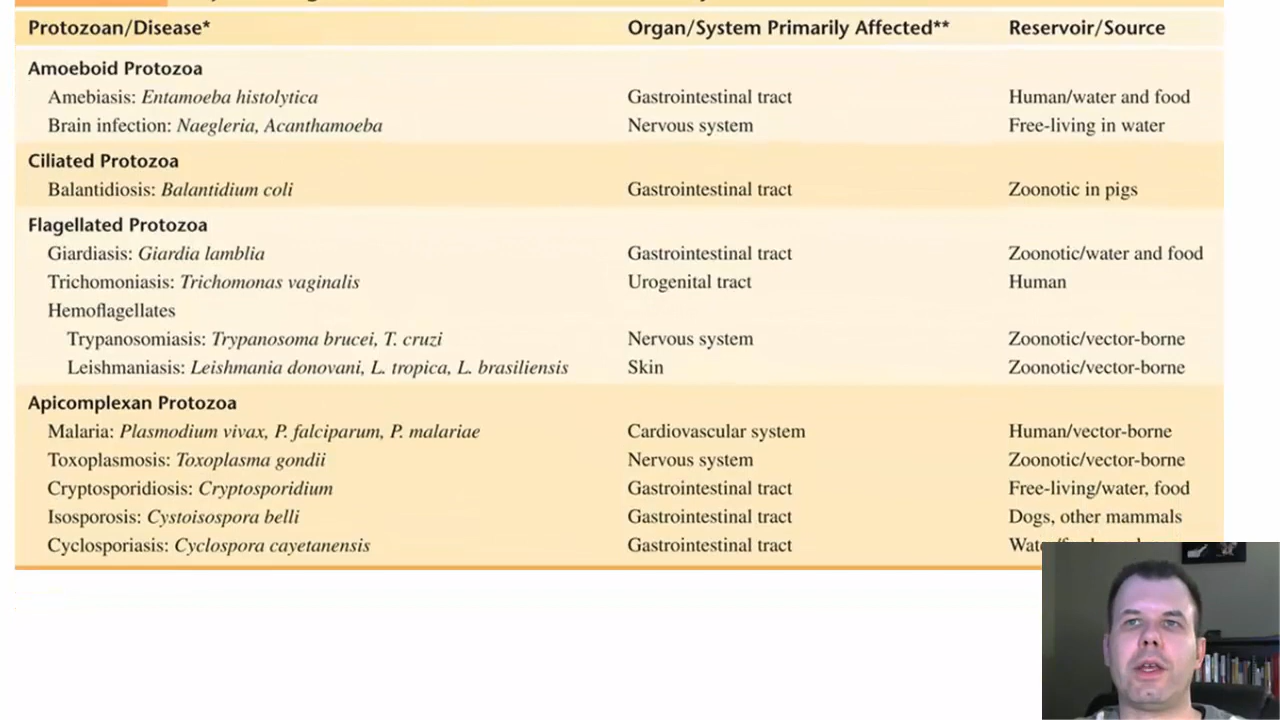 Protozoan/Disease* Organ/System Primarily Affected** Reservoir/Source
Amoeboid Protozoa
Amebiasis: Entamoeba histolytica Gastrointestinal tract Human/water and food
Brain infection: Naegleria, Acanthamoeba Nervous system Free-living in water
Ciliated Protozoa
Balantidiosis: Balantidium coli Gastrointestinal tract Zoonotic in pigs
Flagellated Protozoa
Giardiasis: Giardia lamblia Gastrointestinal tract Zoonotic/water and food
Trichomoniasis: Trichomonas vaginalis Urogenital tract Human
Hemoflagellates
Trypanosomiasis: Trypanosoma brucei, T. cruzi Nervous system Zoonotic/vector-borne
Leishmaniasis: Leishmania donovani, L. tropica, L. brasiliensis Skin Zoonotic/vector-borne
Apicomplexan Protozoa
Malaria: Plasmodium vivax, P. falciparum, P. malariae Cardiovascular system Human/vector-borne
Toxoplasmosis: Toxoplasma gondii Nervous system Zoonotic/vector-borne
Cryptosporidiosis: Cryptosporidium Gastrointestinal tract Free-living/water, food
Isosporosis: Cystoisospora belli Gastrointestinal tract Dogs, other mammals
Cyclosporiasis: Cyclospora cayetanensis Gastrointestinal tract